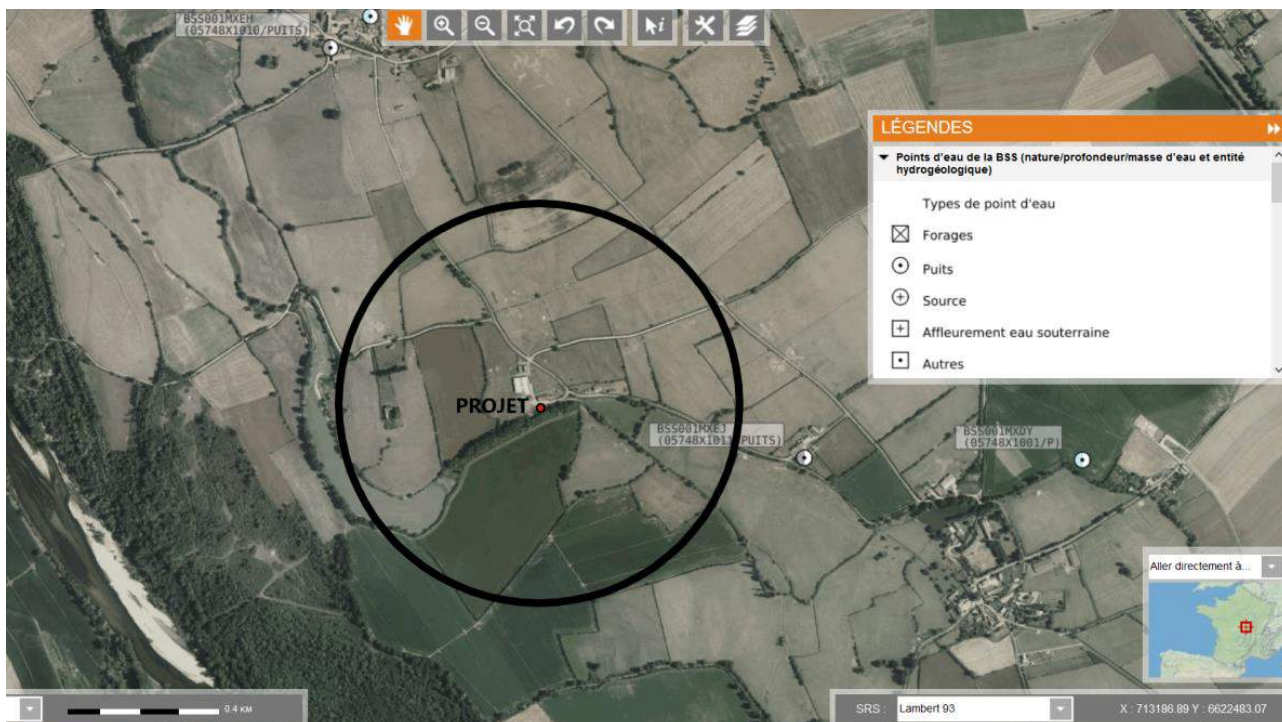 BSS001MXEH
(05748X1010/PUITS)
LÉGENDES
Points d'eau de la BSS (nature/profondeur/masse d'eau et entité
hydrogéologique)
Types de point d'eau
Forages
Puits
Source
Affleurement eau souterraine
Autres
PROJET
BSS001MXEJ
(05748X1011/PUITS)
BSS001MXDY
(05748X1001/P)
Aller directement à...
0.4 KM
SRS :
Lambert 93
X : 713186.89 Y : 6622483.07